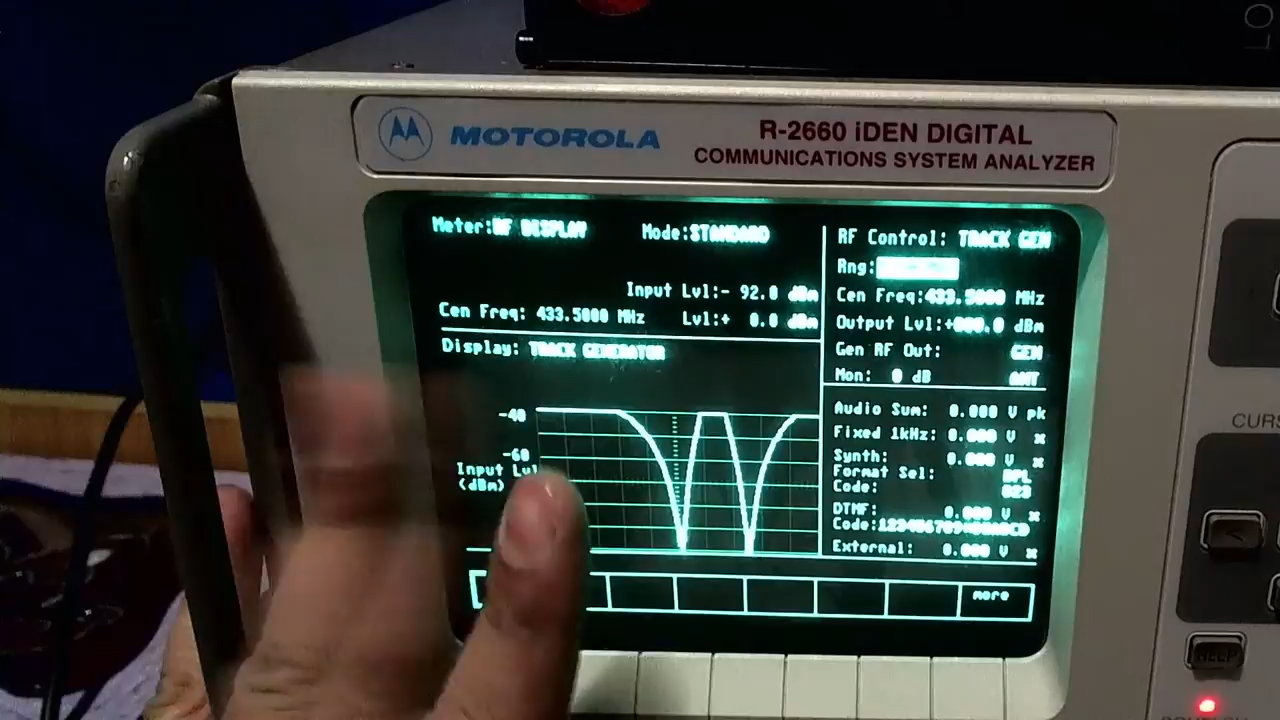 MOTOROLA
R-2660 iDEN DIGITAL
COMMUNICATIONS SYSTEM ANALYZER
Meter:RF DISPLAY Mode:STANDARD
Input Lvl:- 92.0 dBm
Cen Freq: 433.5000 MHz Lvl:+ 0.0 dBm
Display: TRACK GENERATOR
-40
-60
Input Lvl
(dBm)
RF Control: TRACK GEN
Rng:
Cen Freq:433.5000 MHz
Output Lvl:+000.0 dBm
Gen RF Out: GEN
Mon: 0 dB ANT
Audio Sum: 0.000 V pk
Fixed 1kHz: 0.000 V x
Synth: 0.000 V x
Format Sel: DPL
Code: 023
DTMF: 0.000 V x
External: 0.000 V x
more
CURS
HELP
LO